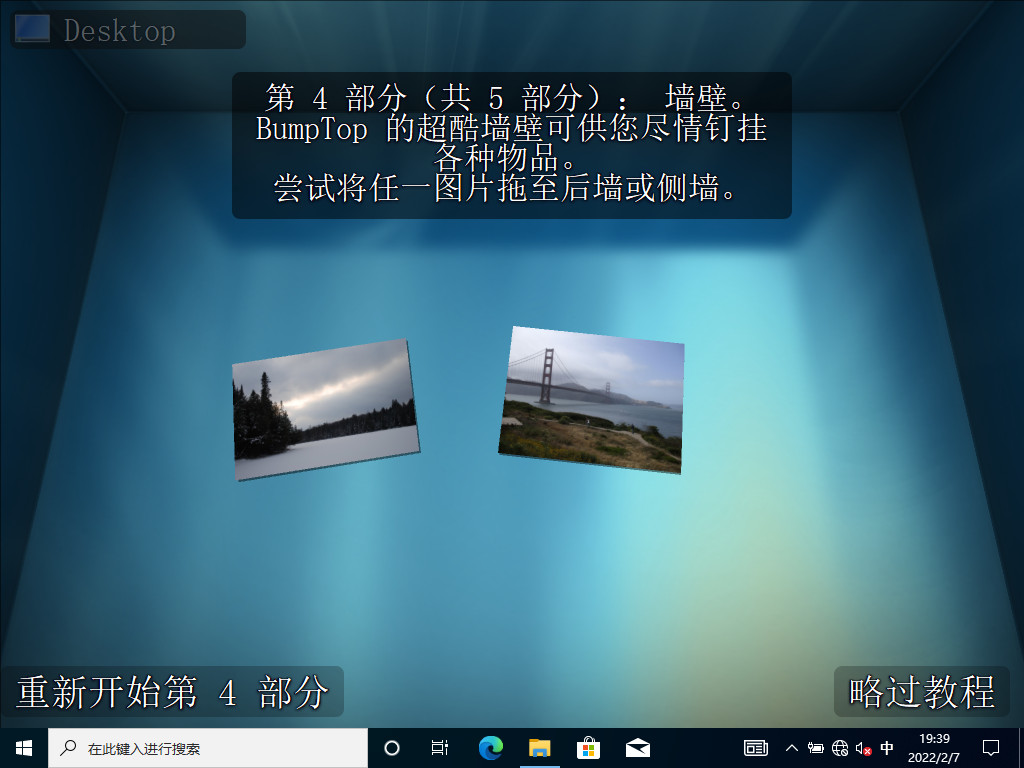 Desktop
第 4 部分（共 5 部分）： 墙壁。
BumpTop 的超酷墙壁可供您尽情钉挂
各种物品。
尝试将任一图片拖至后墙或侧墙。
重新开始第 4 部分
略过教程
在此键入进行搜索
中
19:39
2022/2/7